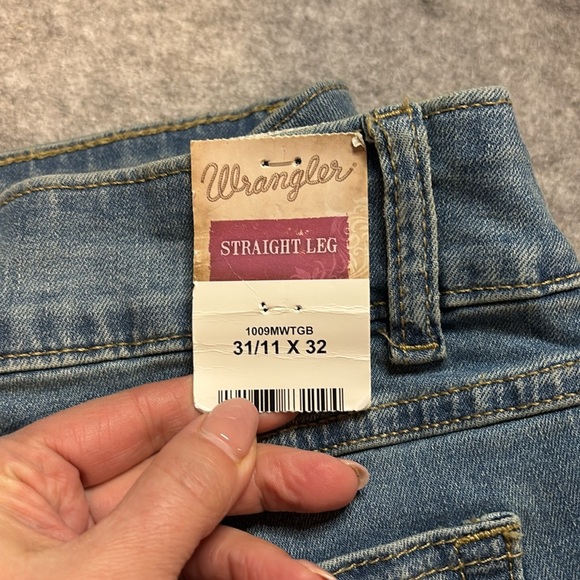 Wrangler®
STRAIGHT LEG
1009MWTGB
31/11 X 32